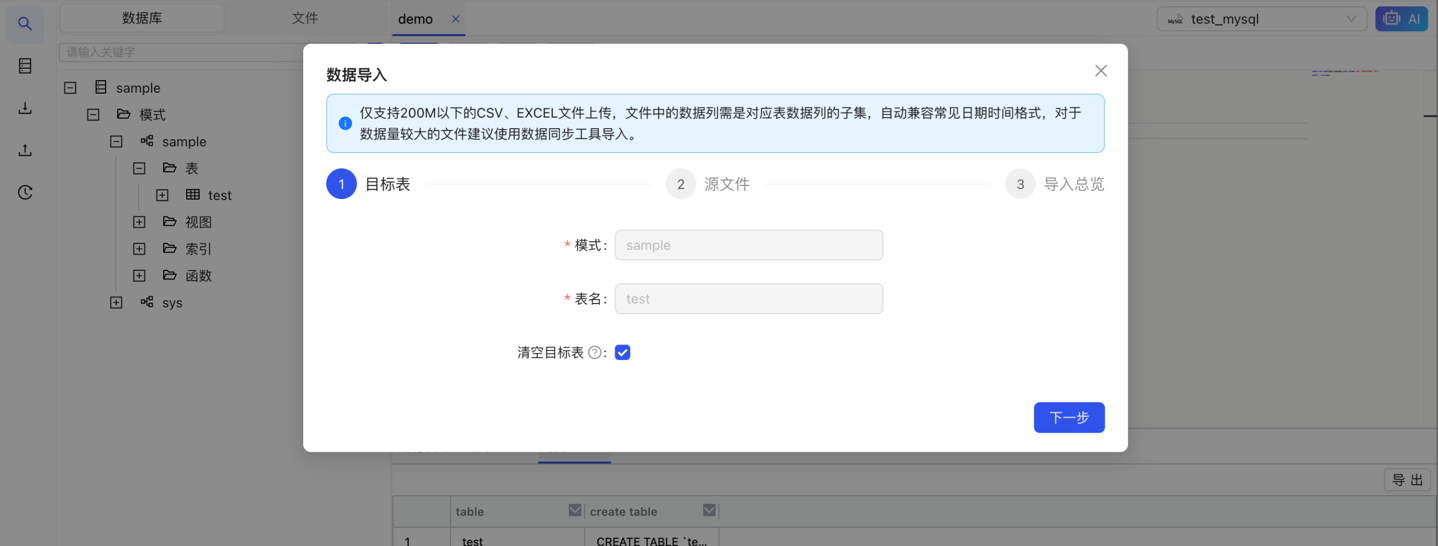 数据库
文件
demo
MySQL
test_mysql
AI
请输入关键字
sample
模式
sample
表
test
视图
索引
函数
sys
数据导入
仅支持200M以下的CSV、EXCEL文件上传，文件中的数据列需是对应表数据列的子集，自动兼容常见日期时间格式，对于
数据量较大的文件建议使用数据同步工具导入。
1 目标表
2 源文件
3 导入总览
* 模式：
sample
* 表名：
test
清空目标表 ?：
下一步
导 出
table
create table
1
test
CREATE TABLE `te...